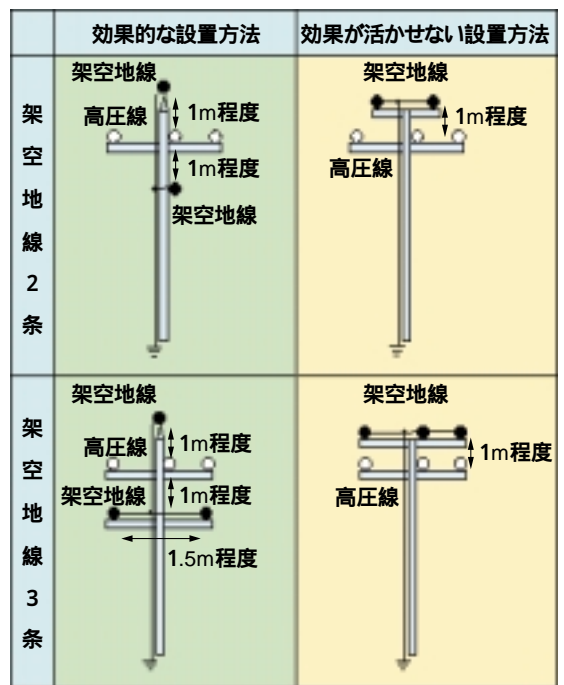 効果的な設置方法
効果が活かせない設置方法
架空地線2条
架空地線
高圧線
1m程度
1m程度
架空地線
架空地線
1m程度
高圧線
架空地線3条
架空地線
高圧線
1m程度
架空地線
1m程度
1.5m程度
架空地線
1m程度
高圧線